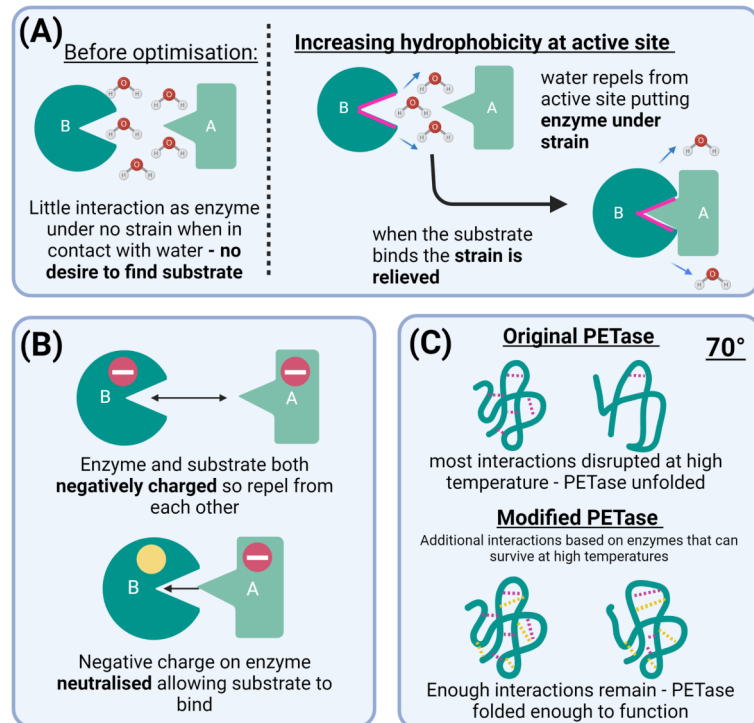 (A)
Before optimisation:
O
H H
O
H H
O
H H
O
H H
O
H H
B
A
Little interaction as enzyme
under no strain when in
contact with water - no
desire to find substrate
Increasing hydrophobicity at active site
O
H H
O
H H
O
H H
B
A
water repels from
active site putting
enzyme under
strain
when the substrate
binds the strain is
relieved
O
H H
B
A
O
H H
(B)
B
A
Enzyme and substrate both
negatively charged so repel from
each other
B
A
Negative charge on enzyme
neutralised allowing substrate to
bind
(C)
Original PETase
70°
most interactions disrupted at high
temperature - PETase unfolded
Modified PETase
Additional interactions based on enzymes that can
survive at high temperatures
Enough interactions remain - PETase
folded enough to function